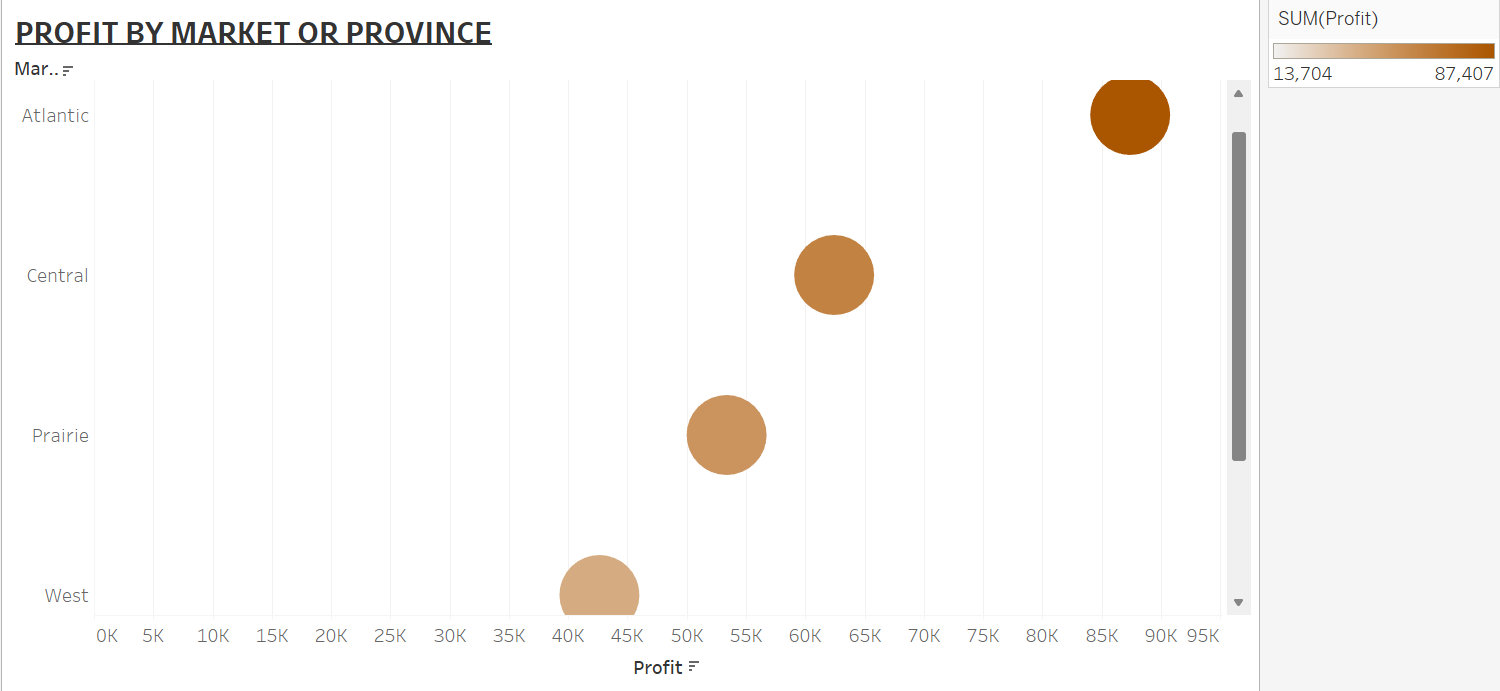 PROFIT BY MARKET OR PROVINCE
SUM(Profit)
13,704 87,407
Mar..
Atlantic
Central
Prairie
West
0K 5K 10K 15K 20K 25K 30K 35K 40K 45K 50K 55K 60K 65K 70K 75K 80K 85K 90K 95K
Profit